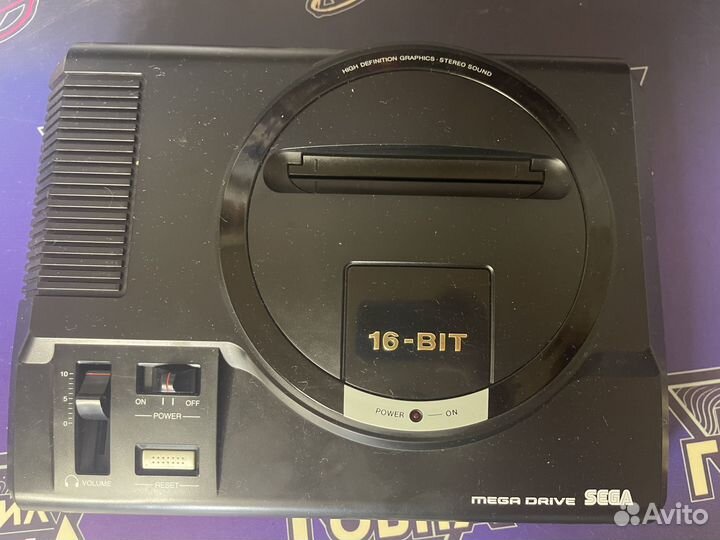 HIGH DEFINITION GRAPHICS · STEREO SOUND
16-BIT
POWER ON
10
5
0
ON OFF
POWER
VOLUME
RESET
MEGA DRIVE SEGA
Avito